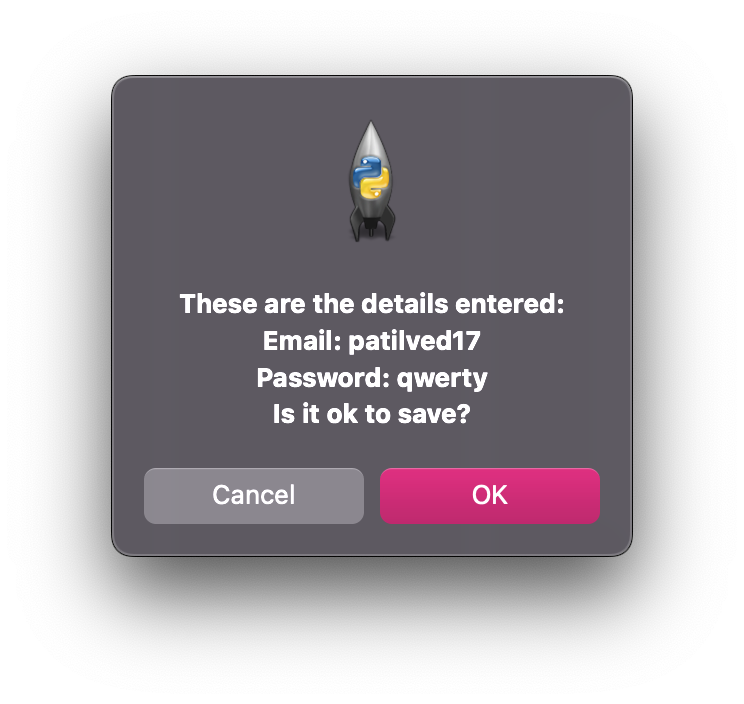 These are the details entered:
Email: patilved17
Password: qwerty
Is it ok to save?
Cancel
OK